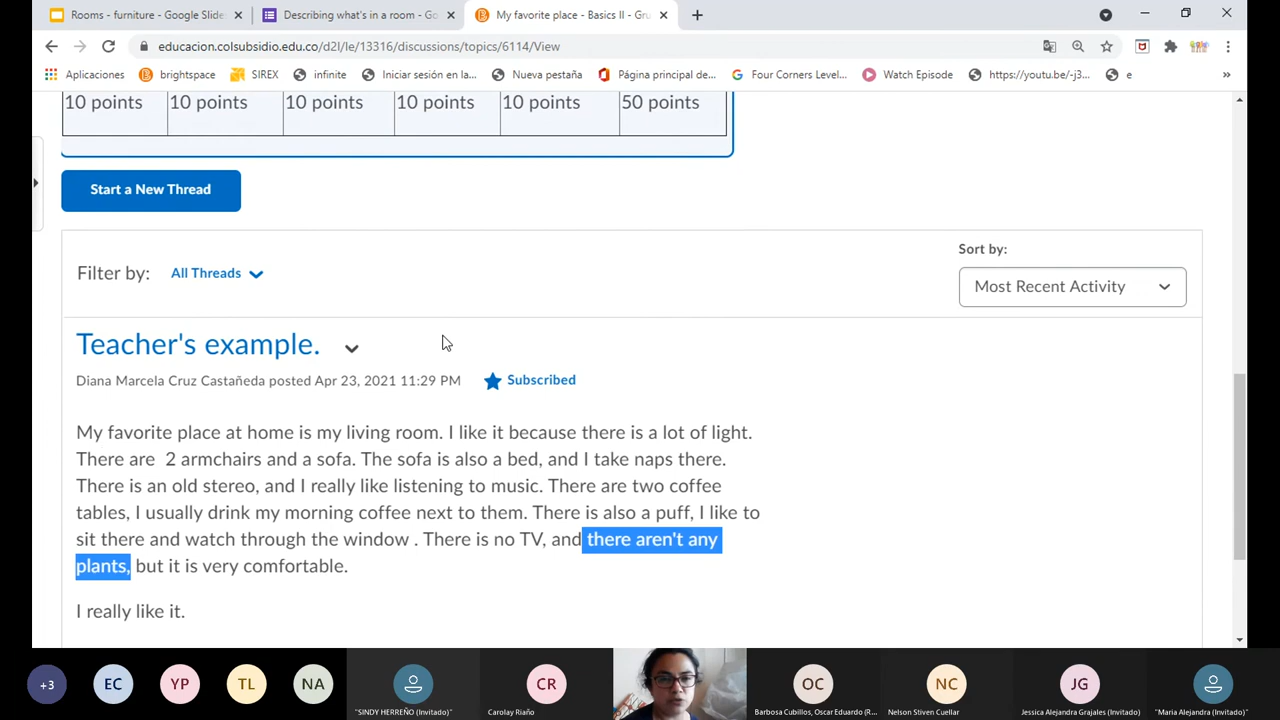 Rooms - furniture - Google Slide
Describing what's in a room - Go
My favorite place - Basics II - Gru
educacion.colsubsidio.edu.co/d2l/le/13316/discussions/topics/6114/View
Aplicaciones
brightspace
SIREX
infinite
Iniciar sesión en la...
Nueva pestaña
Página principal de...
Four Corners Level...
Watch Episode
https://youtu.be/-j3...
e
»
10 points 10 points 10 points 10 points 10 points 50 points
Start a New Thread
Sort by:
Filter by: All Threads
Most Recent Activity
Teacher's example.
Diana Marcela Cruz Castañeda posted Apr 23, 2021 11:29 PM
Subscribed
My favorite place at home is my living room. I like it because there is a lot of light.
There are 2 armchairs and a sofa. The sofa is also a bed, and I take naps there.
There is an old stereo, and I really like listening to music. There are two coffee
tables, I usually drink my morning coffee next to them. There is also a puff, I like to
sit there and watch through the window . There is no TV, and there aren't any
plants, but it is very comfortable.
I really like it.
+3
EC
YP
TL
NA
"SINDY HERREÑO (Invitado)"
CR
Carolay Riaño
OC
Barbosa Cubillos, Oscar Eduardo (R...
NC
Nelson Stiven Cuellar
JG
Jessica Alejandra Grajales (Invitado)
"Maria Alejandra (Invitado)"